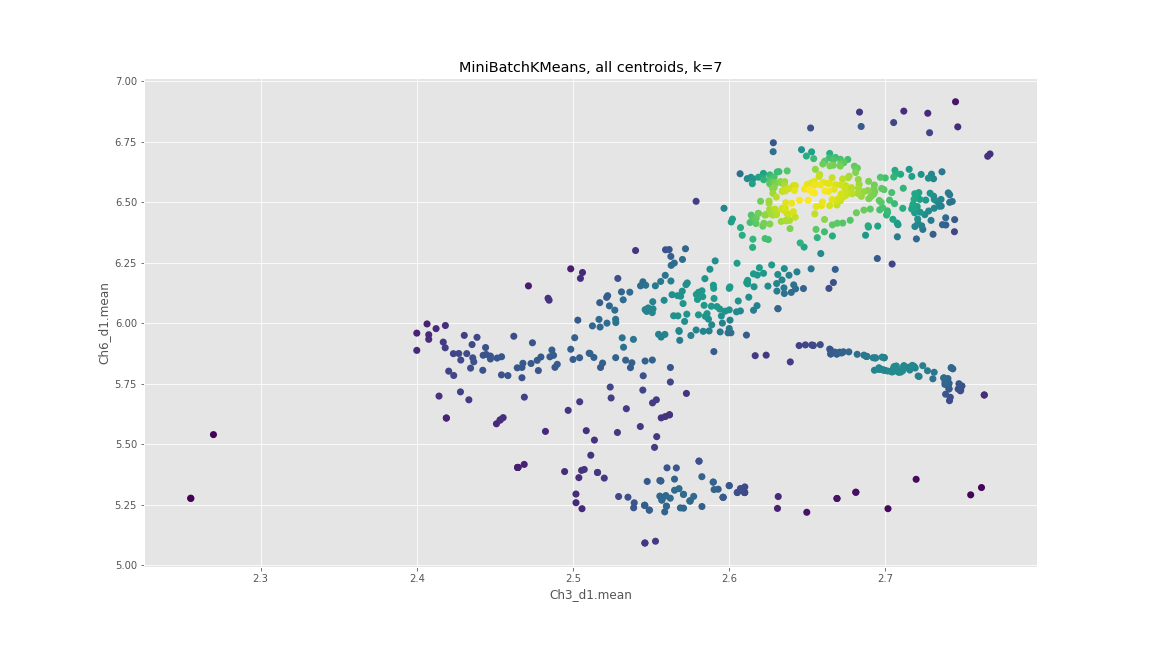 MiniBatchKMeans, all centroids, k=7
7.00
6.75
6.50
6.25
6.00
5.75
5.50
5.25
5.00
Ch6_d1.mean
2.3 2.4 2.5 2.6 2.7
Ch3_d1.mean